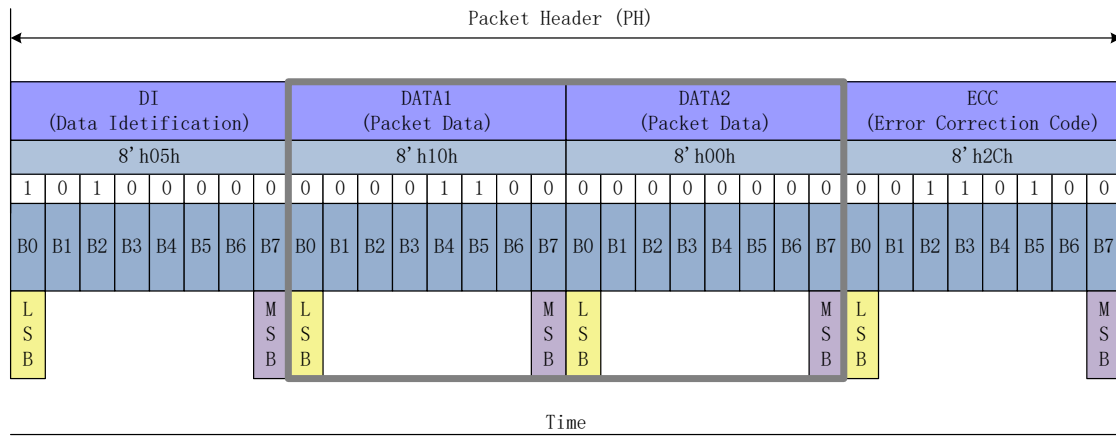 Packet Header (PH)
DI DATA1 DATA2 ECC
(Data Idetification) (Packet Data) (Packet Data) (Error Correction Code)
8'h05h 8'h10h 8'h00h 8'h2Ch
1 0 1 0 0 0 0 0 0 0 0 0 1 1 0 0 0 0 0 0 0 0 0 0 0 0 1 1 0 1 0 0
B0 B1 B2 B3 B4 B5 B6 B7 B0 B1 B2 B3 B4 B5 B6 B7 B0 B1 B2 B3 B4 B5 B6 B7 B0 B1 B2 B3 B4 B5 B6 B7
L M L M L M L M
S S S S S S S S
B B B B B B B B
Time